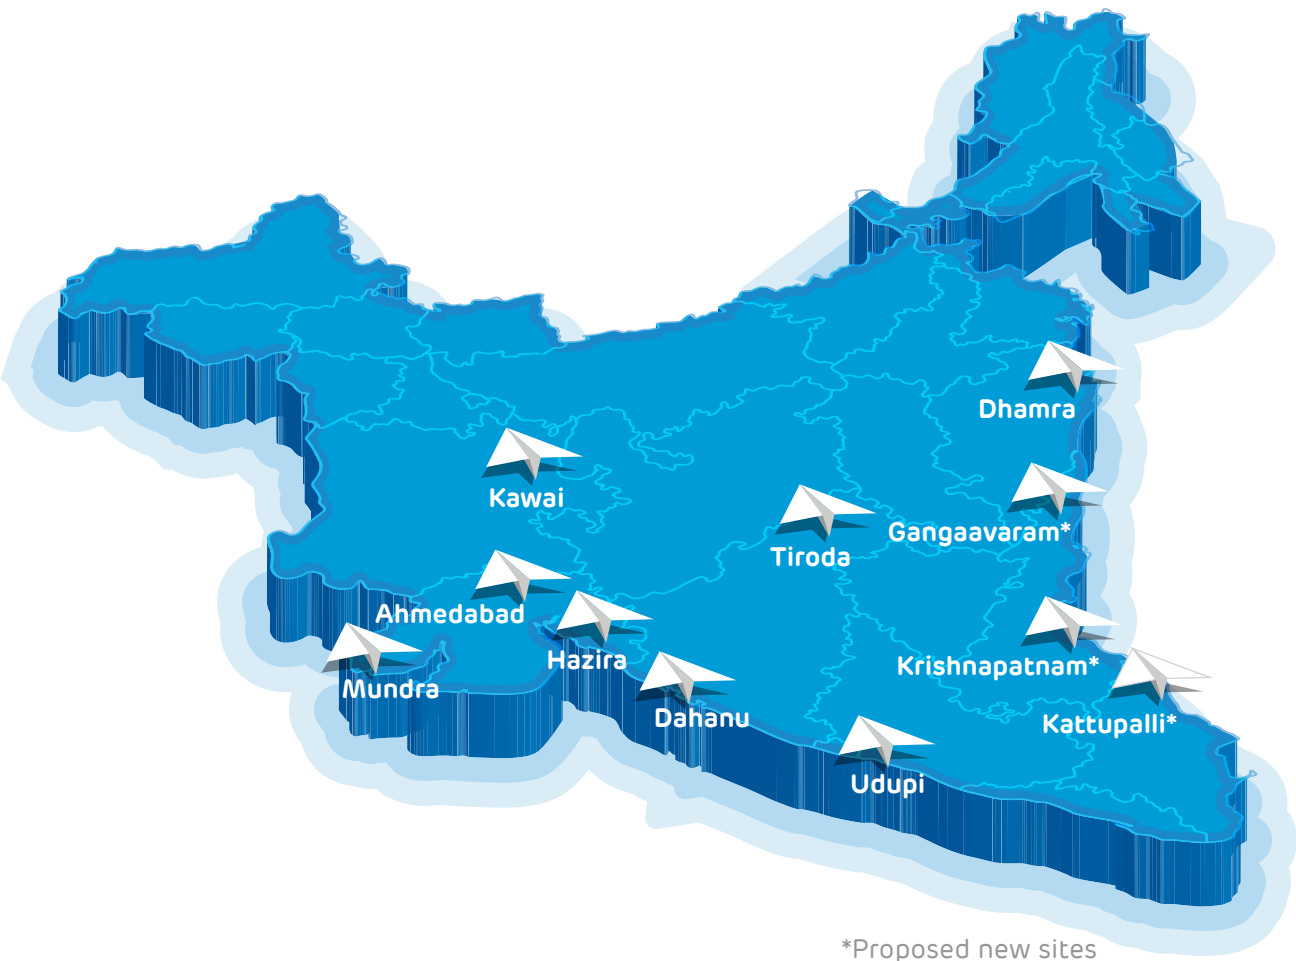 Dhamra
Kawai
Gangaavaram*
Tiroda
Ahmedabad
Hazira
Krishnapatnam*
Mundra
Dahanu
Kattupalli*
Udupi
*Proposed new sites